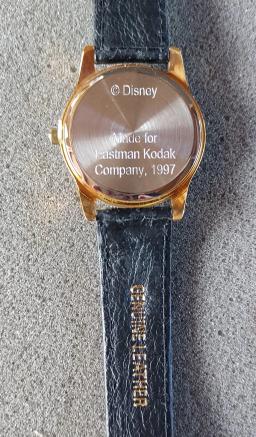 © Disney
Made for
Eastman Kodak
Company, 1997
GENUINE LEATHER